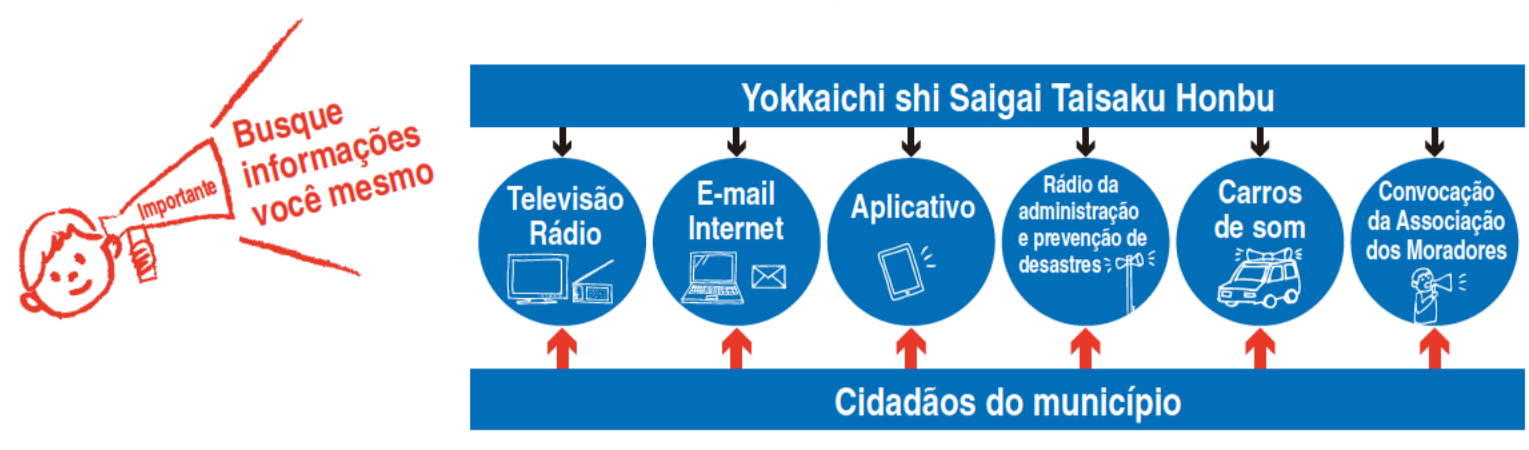 Importante
Busque
informações
você mesmo
Yokkaichi shi Saigai Taisaku Honbu
Televisão
Rádio
E-mail
Internet
Aplicativo
Rádio da
administração
e prevenção de
desastres
Carros
de som
Convocação
da Associação
dos Moradores
Cidadãos do município